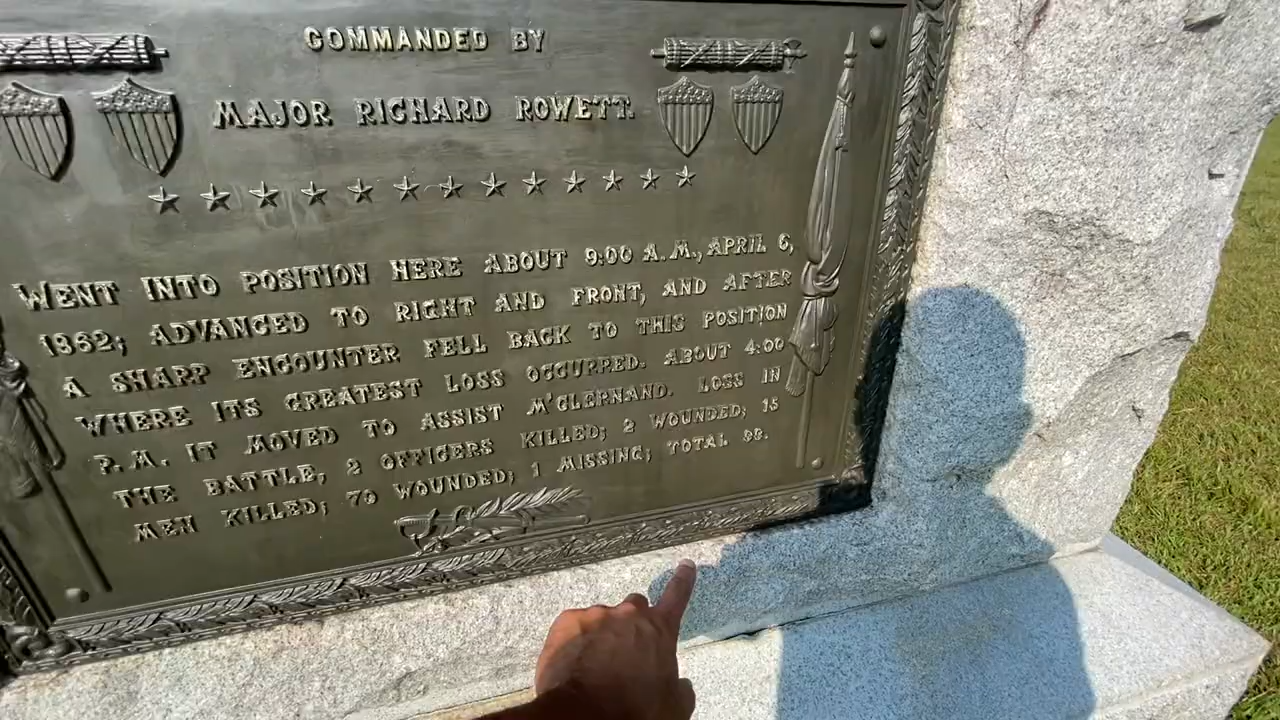 COMMANDED BY
MAJOR RICHARD ROWETT.
WENT INTO POSITION HERE ABOUT 9:00 A.M., APRIL 6,
1862; ADVANCED TO RIGHT AND FRONT, AND AFTER
A SHARP ENCOUNTER FELL BACK TO THIS POSITION
WHERE ITS GREATEST LOSS OCCURRED. ABOUT 4:00
P.M. IT MOVED TO ASSIST M'CLERNAND. LOSS IN
THE BATTLE, 2 OFFICERS KILLED; 2 WOUNDED; 15
MEN KILLED; 79 WOUNDED; 1 MISSING; TOTAL 99.